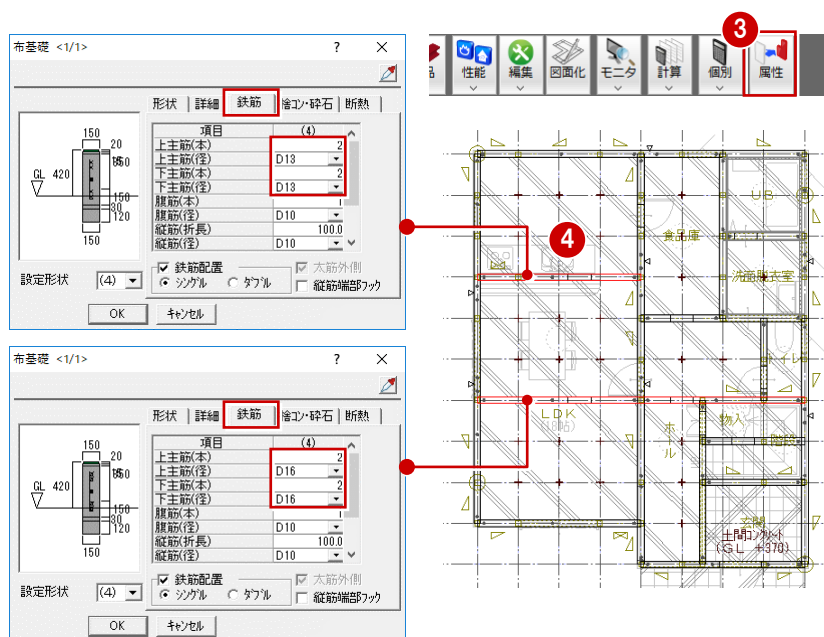 布基礎 <1/1>
? ×
形状 詳細 鉄筋 捨コン・砕石 断熱
項目 (4)
上主筋(本) 2
上主筋(径) D13
下主筋(本) 2
下主筋(径) D13
腹筋(本) 1
腹筋(径) D10
縦筋(折長) 100.0
縦筋(径) D10
150
20
GL 420
150
30
120
150
設定形状 (4)
鉄筋配置
シングル ダブル
太筋外側
縦筋端部フック
OK キャンセル
布基礎 <1/1>
? ×
形状 詳細 鉄筋 捨コン・砕石 断熱
項目 (4)
上主筋(本) 2
上主筋(径) D16
下主筋(本) 2
下主筋(径) D16
腹筋(本) 1
腹筋(径) D10
縦筋(折長) 100.0
縦筋(径) D10
150
20
GL 420
150
30
120
150
設定形状 (4)
鉄筋配置
シングル ダブル
太筋外側
縦筋端部フック
OK キャンセル
3
品 性能 編集 図面化 モニタ 計算 個別 属性
4
UB
食品庫
洗面脱衣室
トイレ
LDK
(18帖)
ホール
物入
階段
玄関
土間コンクリート
(GL +370)